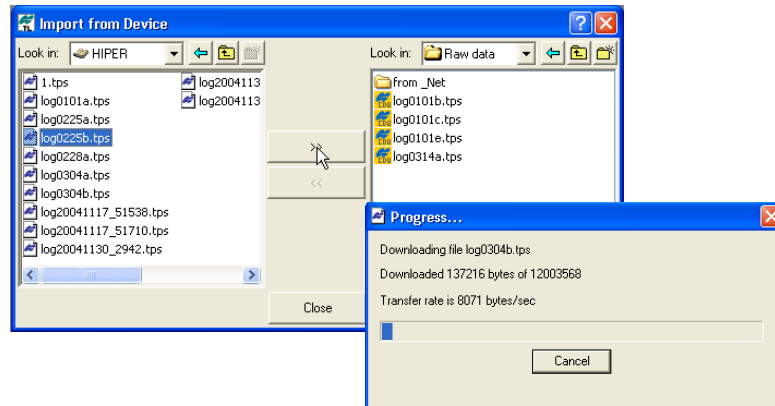 Import from Device
Look in: HIPER
Look in: Raw data
1.tps
log0101a.tps
log0225a.tps
log0225b.tps
log0228a.tps
log0304a.tps
log0304b.tps
log20041117_51538.tps
log20041117_51710.tps
log20041130_2942.tps
log2004113
log2004113
>>
<<
from _Net
log0101b.tps
log0101c.tps
log0101e.tps
log0314a.tps
Close
Progress...
Downloading file log0304b.tps
Downloaded 137216 bytes of 12003568
Transfer rate is 8071 bytes/sec
Cancel